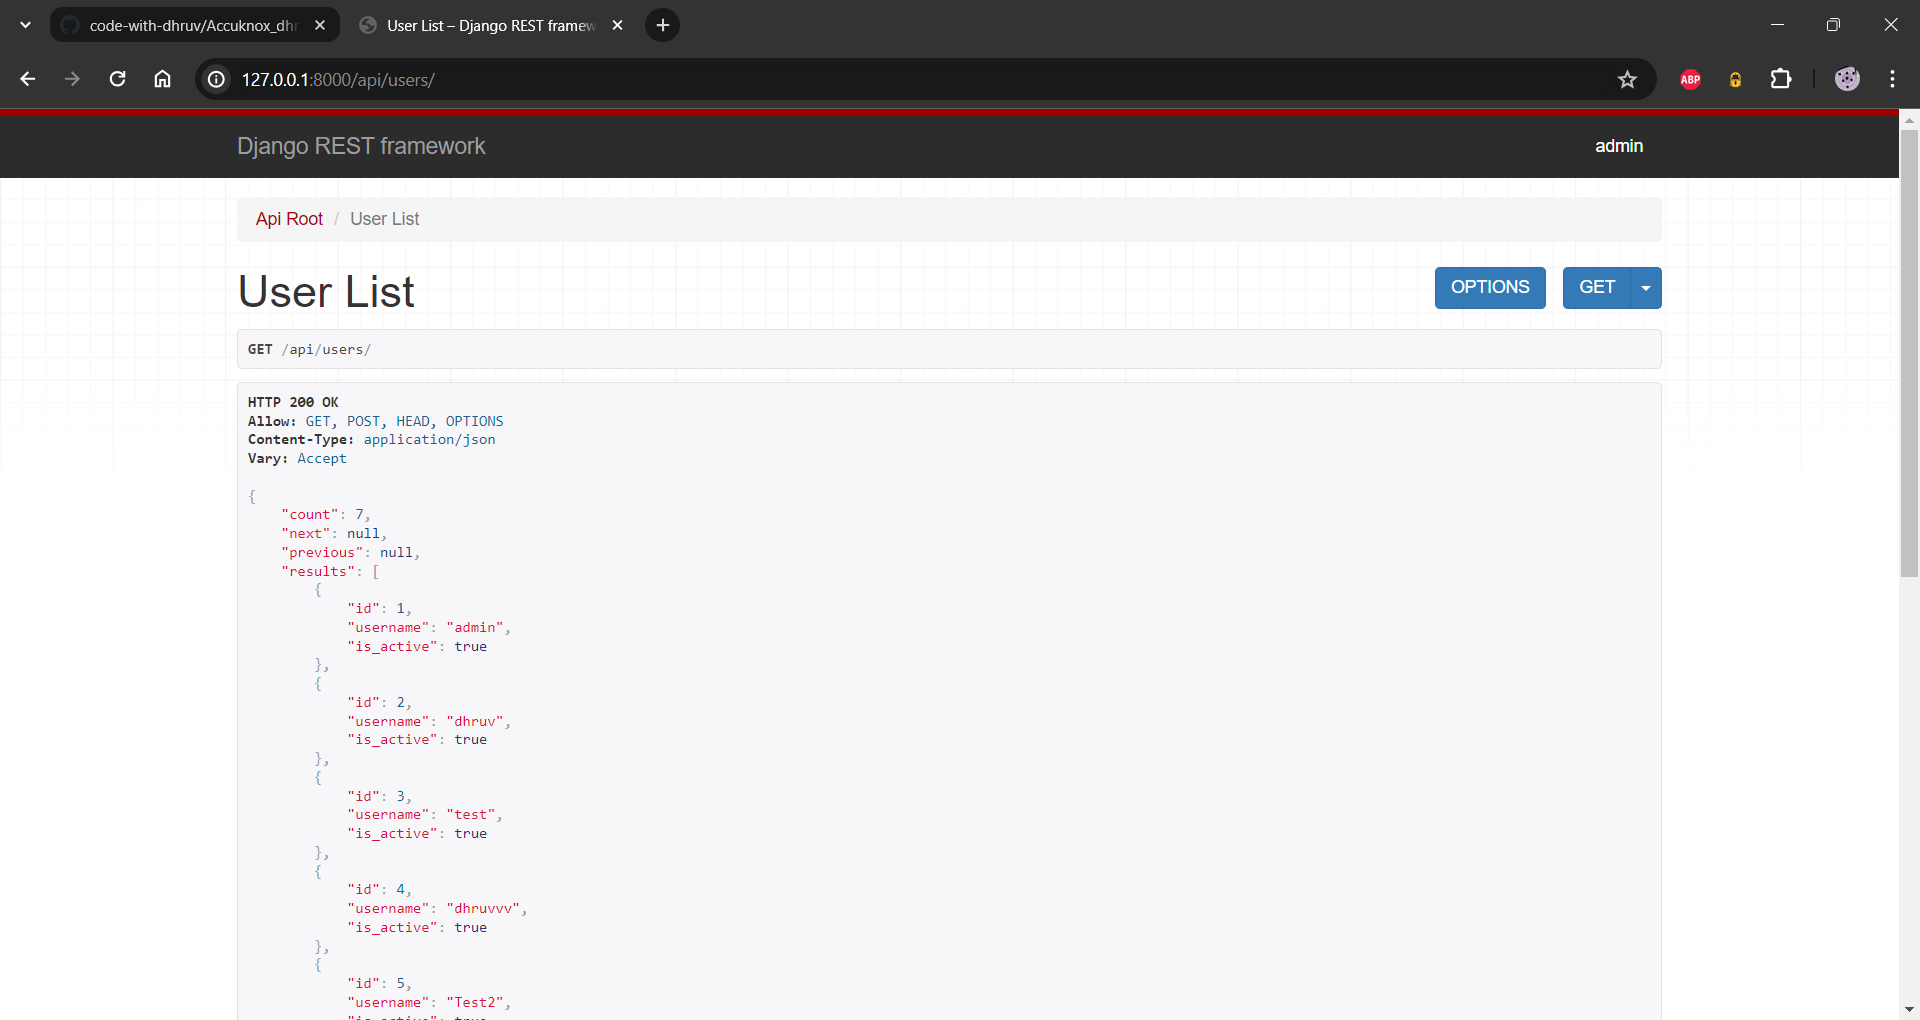 code-with-dhruv/Accuknox_dhr
User List – Django REST framew
127.0.0.1:8000/api/users/
ABP
Django REST framework
admin
Api Root / User List
User List
OPTIONS
GET
GET /api/users/
HTTP 200 OK
Allow: GET, POST, HEAD, OPTIONS
Content-Type: application/json
Vary: Accept
{
"count": 7,
"next": null,
"previous": null,
"results": [
{
"id": 1,
"username": "admin",
"is_active": true
},
{
"id": 2,
"username": "dhruv",
"is_active": true
},
{
"id": 3,
"username": "test",
"is_active": true
},
{
"id": 4,
"username": "dhruvvv",
"is_active": true
},
{
"id": 5,
"username": "Test2",
"is_active": true